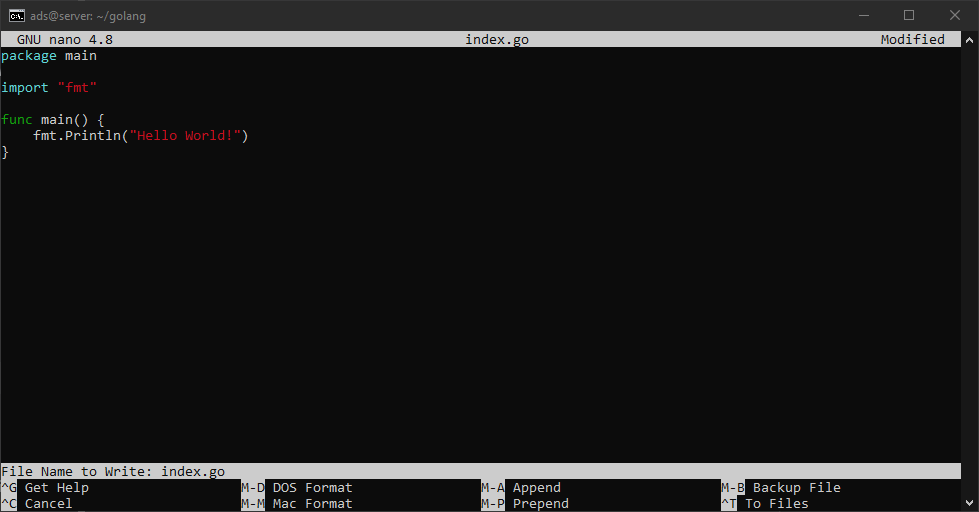 ads@server: ~/golang
GNU nano 4.8 index.go Modified
package main
import "fmt"
func main() {
    fmt.Println("Hello World!")
}
File Name to Write: index.go
^G Get Help M-D DOS Format M-A Append M-B Backup File
^C Cancel M-M Mac Format M-P Prepend ^T To Files